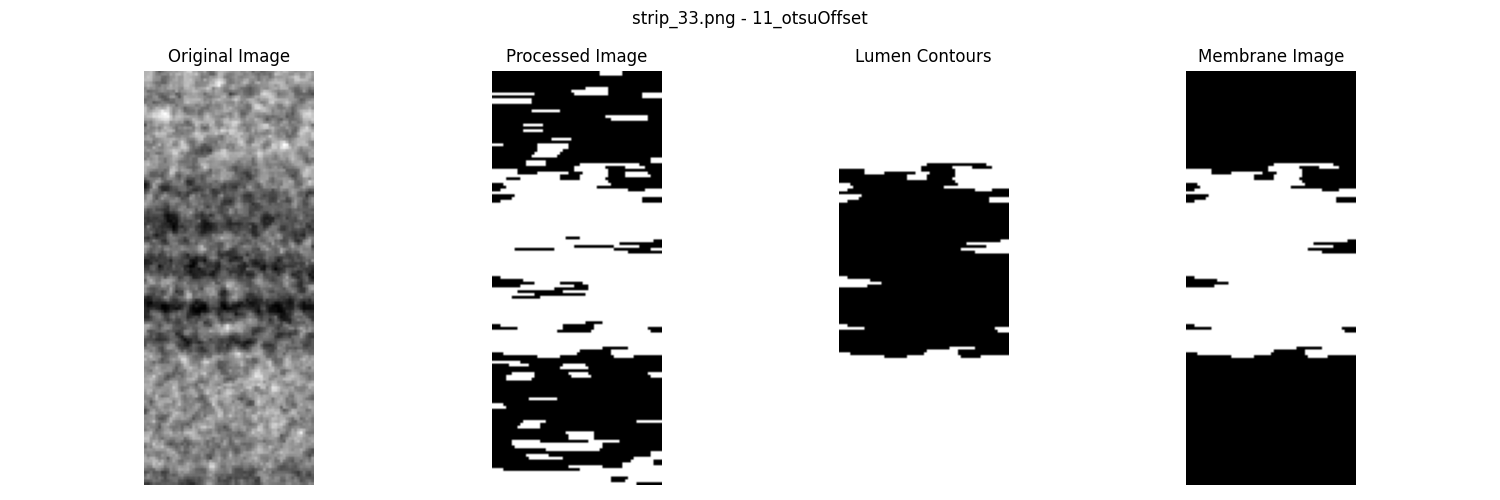 strip_33.png - 11_otsuOffset
Original Image
Processed Image
Lumen Contours
Membrane Image